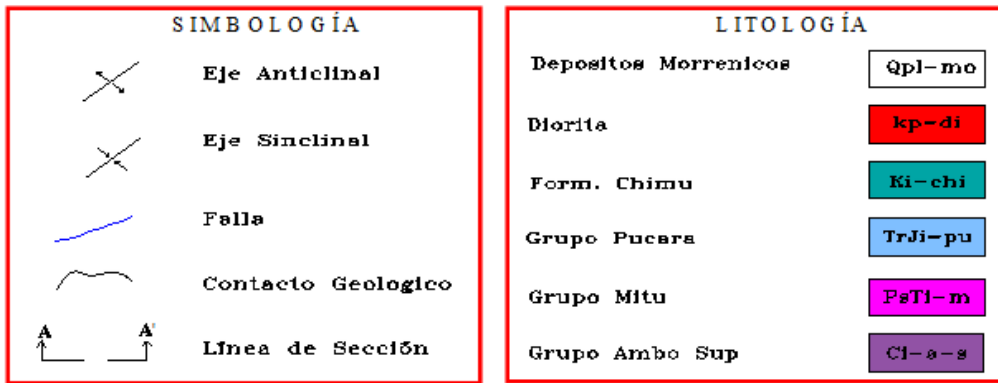 SIMBOLOGÍA
Eje Anticlinal
Eje Sinclinal
Falla
Contacto Geologico
A A'
Línea de Sección
LITOLOGÍA
Depositos Morrenicos Qpl-mo
Diorita kp-di
Form. Chimu Ki-chi
Grupo Pucara TrJi-pu
Grupo Mitu PsTi-m
Grupo Ambo Sup Ci-a-s